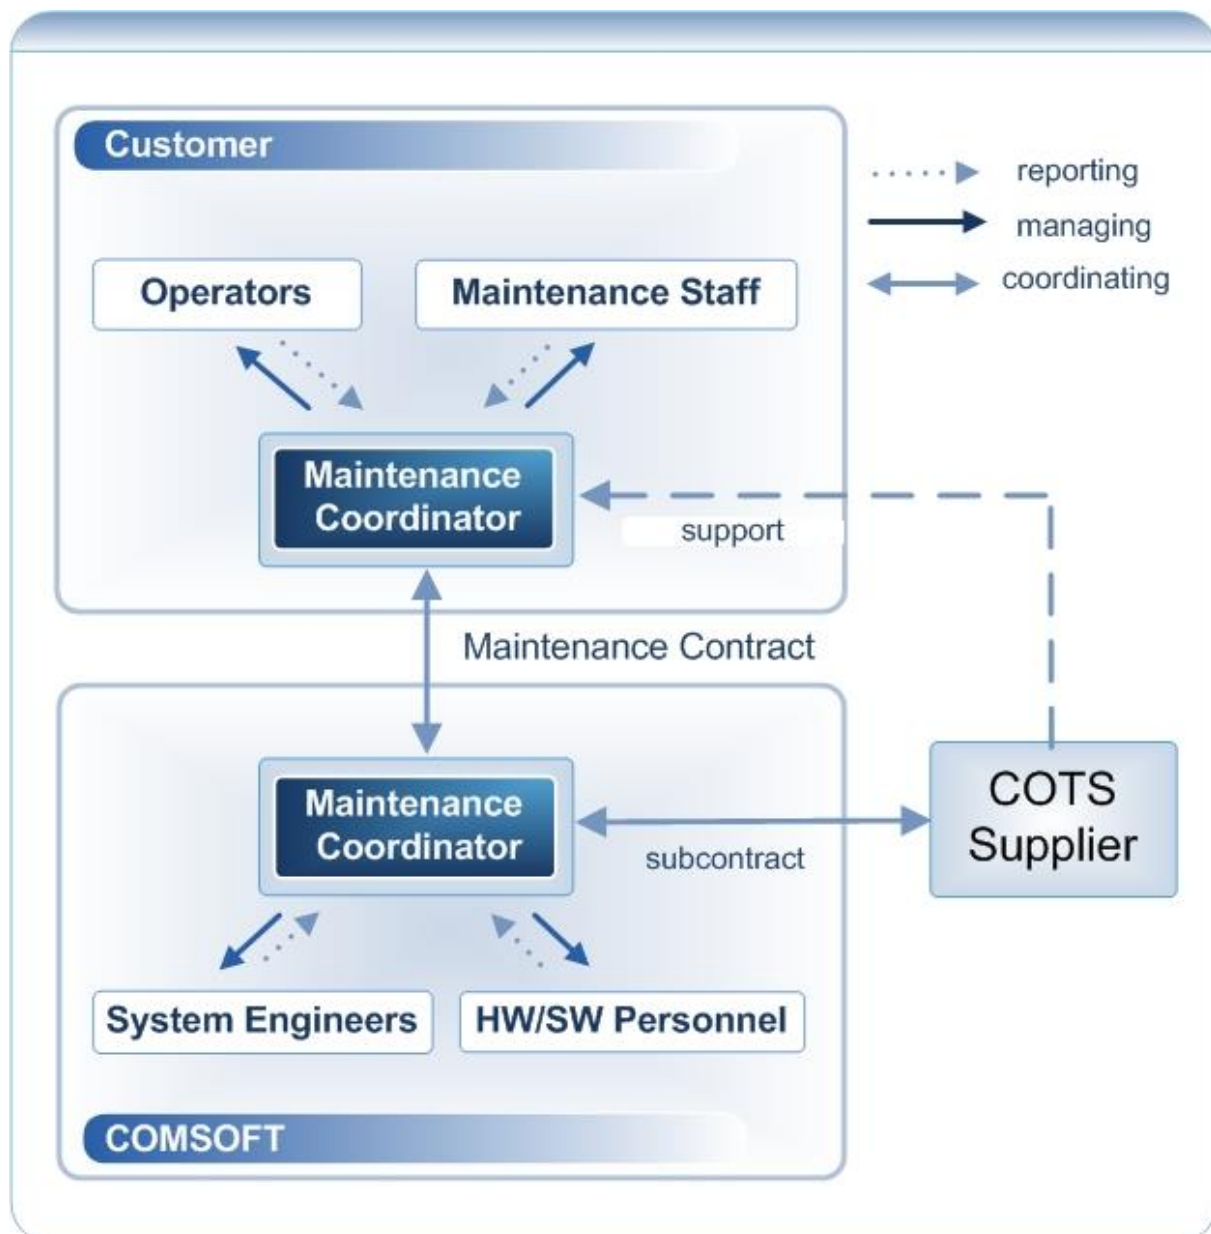 Customer
reporting
managing
coordinating
Operators
Maintenance Staff
Maintenance
Coordinator
support
Maintenance Contract
Maintenance
Coordinator
subcontract
COTS
Supplier
System Engineers
HW/SW Personnel
COMSOFT